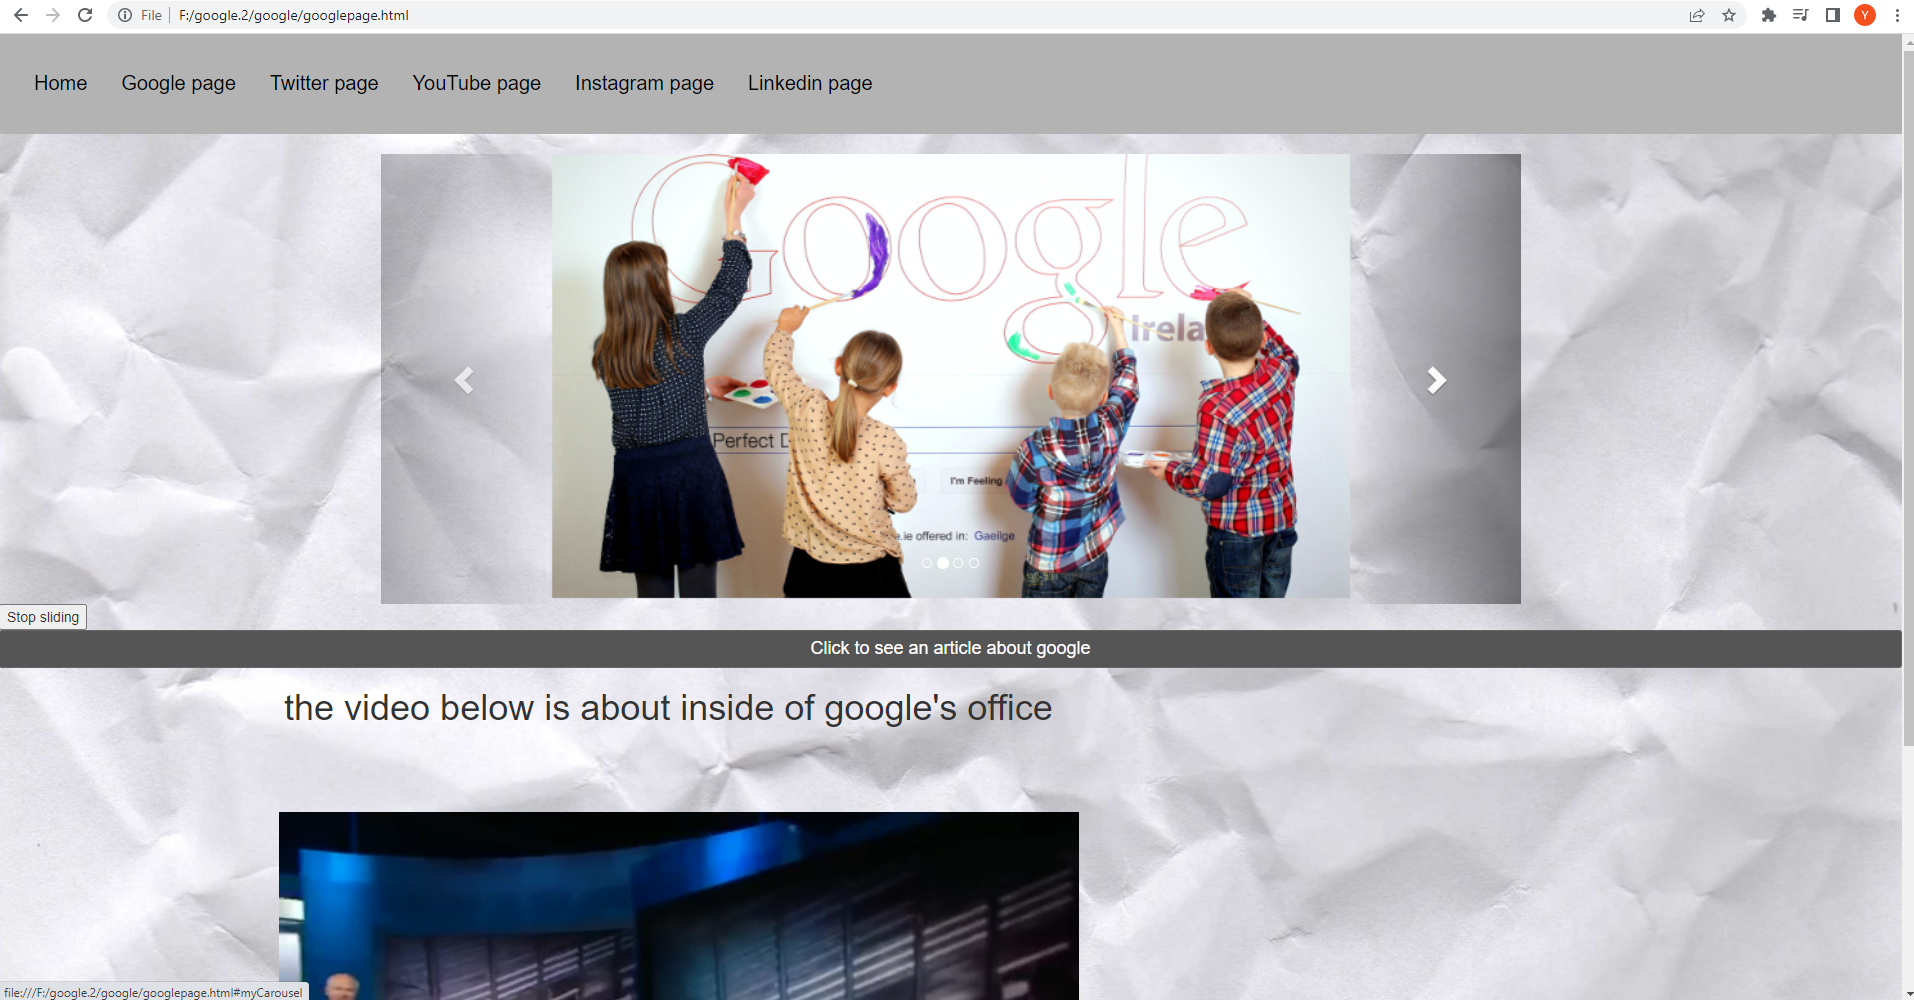 File F:/google.2/google/googlepage.html
Y
Home Google page Twitter page YouTube page Instagram page Linkedin page
Google
Perfect
I'm Feeling
.ie offered in: Gaeilge
Stop sliding
Click to see an article about google
the video below is about inside of google's office
file:///F:/google.2/google/googlepage.html#myCarousel